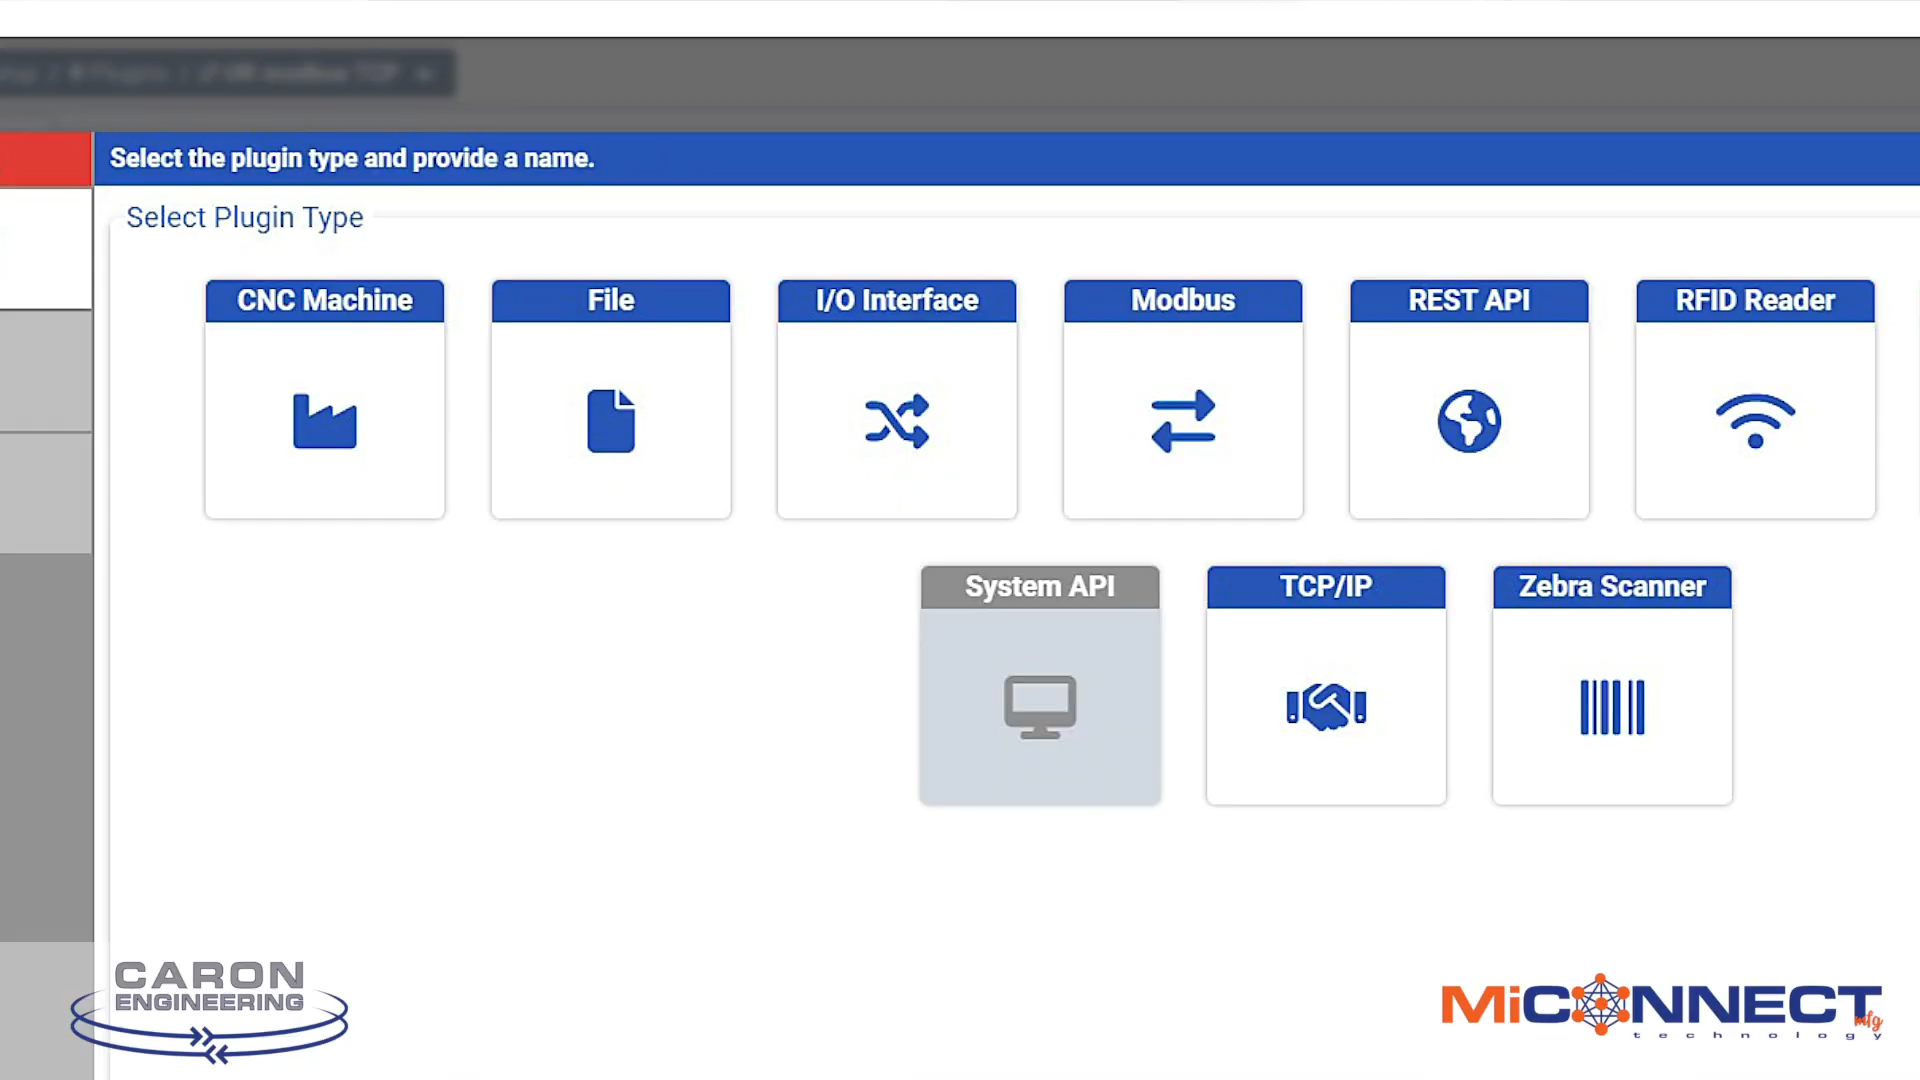 Select the plugin type and provide a name.
Select Plugin Type
CNC Machine
File
I/O Interface
Modbus
REST API
RFID Reader
System API
TCP/IP
Zebra Scanner
CARON
ENGINEERING
MiCONNECT
mfg
technology